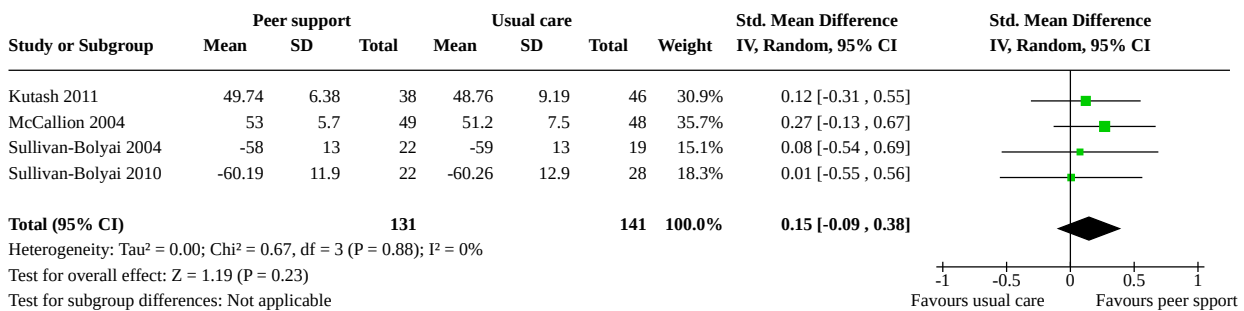 Peer support Usual care Std. Mean Difference Std. Mean Difference
Study or Subgroup Mean SD Total Mean SD Total Weight IV, Random, 95% CI IV, Random, 95% CI
Kutash 2011 49.74 6.38 38 48.76 9.19 46 30.9% 0.12 [-0.31 , 0.55]
McCallion 2004 53 5.7 49 51.2 7.5 48 35.7% 0.27 [-0.13 , 0.67]
Sullivan-Bolyai 2004 -58 13 22 -59 13 19 15.1% 0.08 [-0.54 , 0.69]
Sullivan-Bolyai 2010 -60.19 11.9 22 -60.26 12.9 28 18.3% 0.01 [-0.55 , 0.56]
Total (95% CI) 131 141 100.0% 0.15 [-0.09 , 0.38]
Heterogeneity: Tau² = 0.00; Chi² = 0.67, df = 3 (P = 0.88); I² = 0%
Test for overall effect: Z = 1.19 (P = 0.23) -1 -0.5 0 0.5 1
Test for subgroup differences: Not applicable Favours usual care Favours peer spport